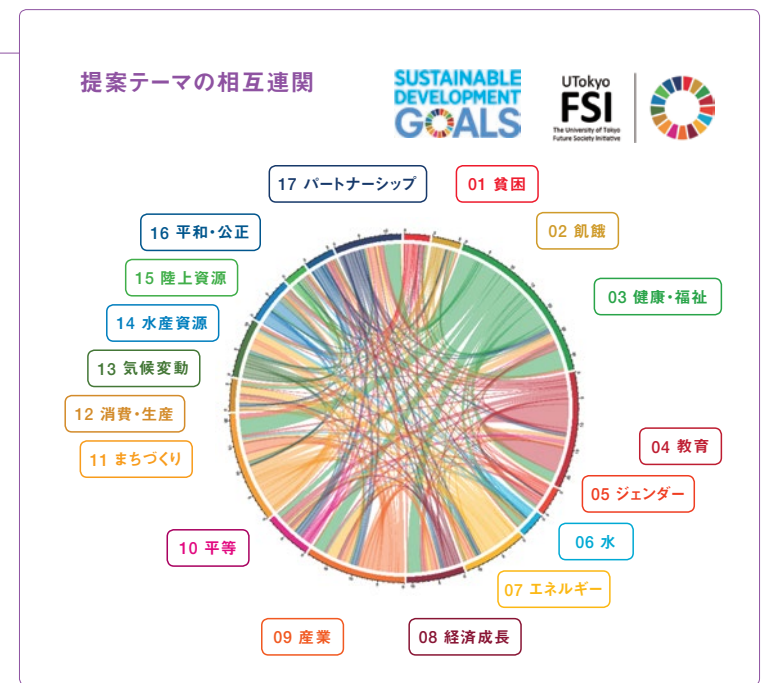 提案テーマの相互連関
SUSTAINABLE
DEVELOPMENT
GOALS
UTokyo
FSI
The University of Tokyo
Future Society Initiative
17 パートナーシップ
01 貧困
16 平和・公正
02 飢餓
15 陸上資源
03 健康・福祉
14 水産資源
13 気候変動
12 消費・生産
04 教育
11 まちづくり
05 ジェンダー
06 水
10 平等
07 エネルギー
09 産業
08 経済成長